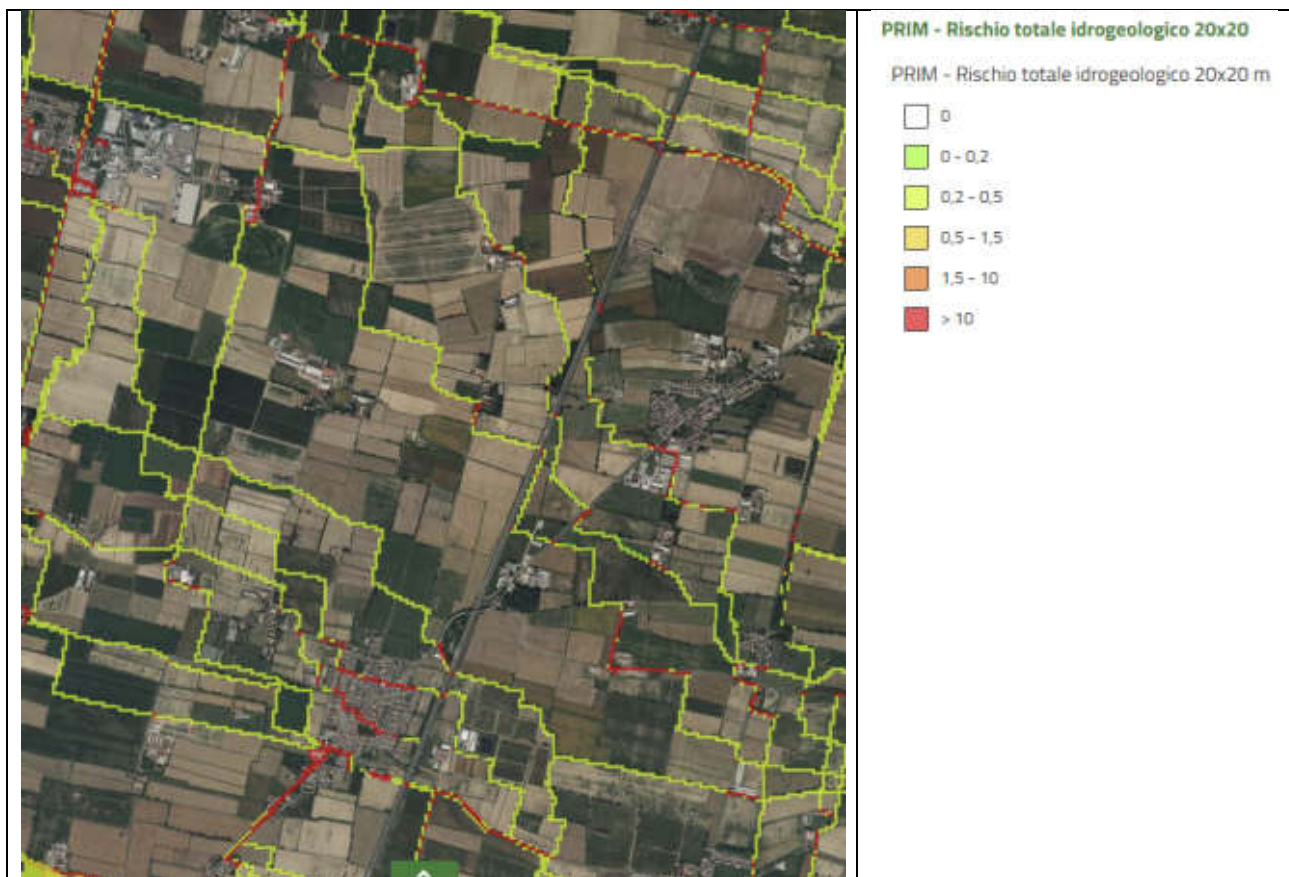 PRIM - Rischio totale idrogeologico 20x20
PRIM - Rischio totale idrogeologico 20x20 m
0
0 - 0,2
0,2 - 0,5
0,5 - 1,5
1,5 - 10
> 10